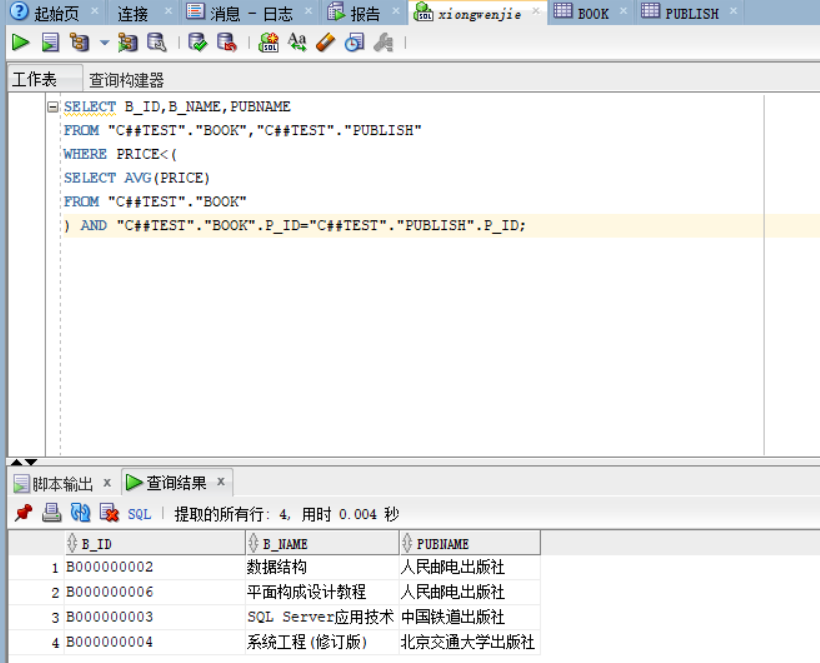 起始页 连接 消息 - 日志 报告 xiongwenjie BOOK PUBLISH
工作表 查询构建器
SELECT B_ID,B_NAME,PUBNAME
FROM "C##TEST"."BOOK","C##TEST"."PUBLISH"
WHERE PRICE<(
SELECT AVG(PRICE)
FROM "C##TEST"."BOOK"
) AND "C##TEST"."BOOK".P_ID="C##TEST"."PUBLISH".P_ID;
脚本输出 x 查询结果 x
SQL | 提取的所有行: 4, 用时 0.004 秒
B_ID B_NAME PUBNAME
1 B000000002 数据结构 人民邮电出版社
2 B000000006 平面构成设计教程 人民邮电出版社
3 B000000003 SQL Server应用技术 中国铁道出版社
4 B000000004 系统工程(修订版) 北京交通大学出版社